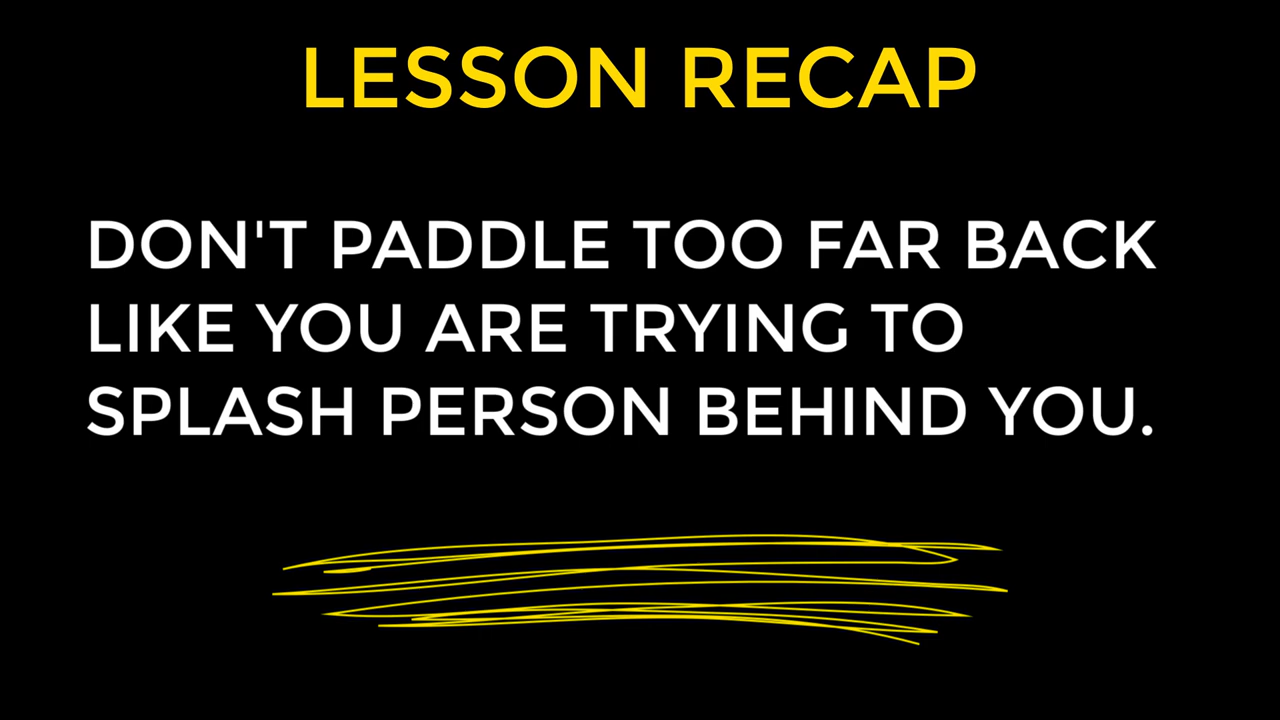 LESSON RECAP
DON'T PADDLE TOO FAR BACK
LIKE YOU ARE TRYING TO
SPLASH PERSON BEHIND YOU.